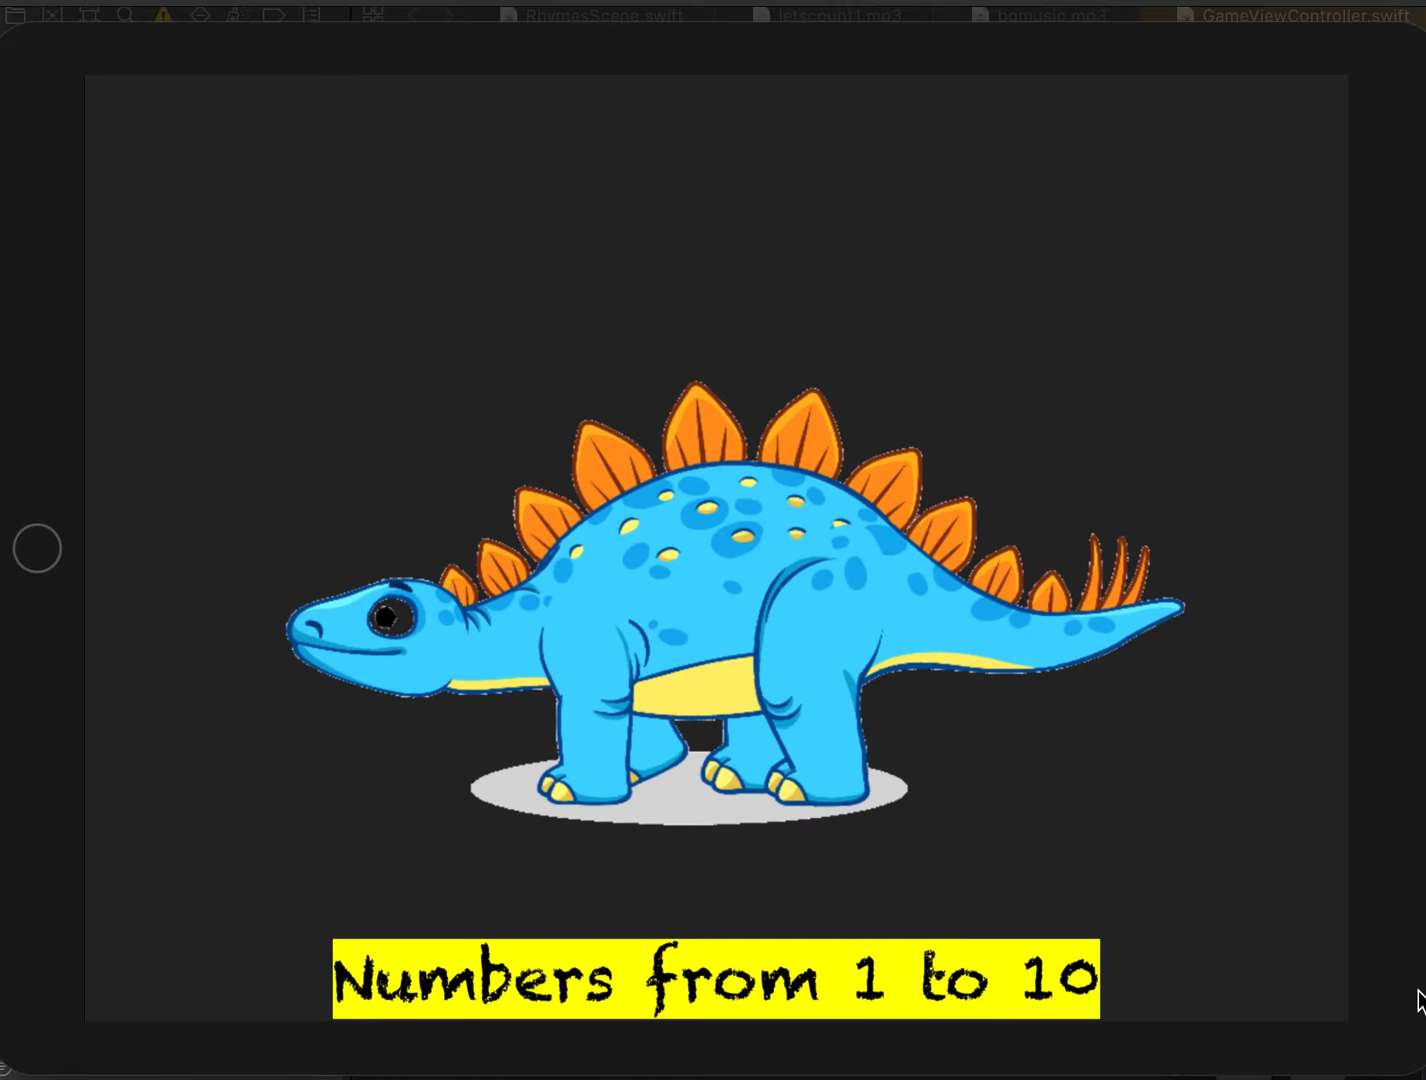 RhymesScene.swift
letscount1.mp3
bgmusic.mp3
GameViewController.swift
Numbers from 1 to 10